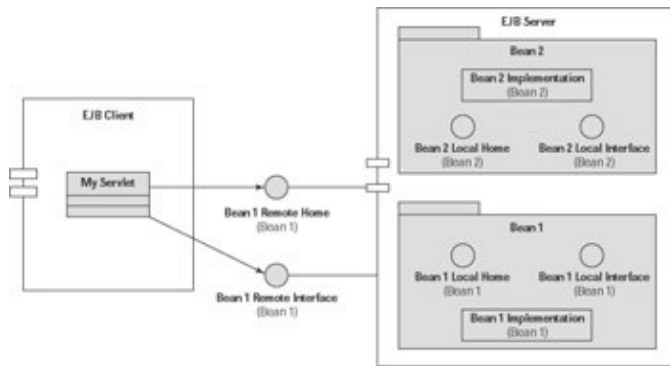 EJB Server
Bean 2
Bean 2 Implementation
(Bean 2)
Bean 2 Local Home
(Bean 2)
Bean 2 Local Interface
(Bean 2)
EJB Client
My Servlet
Bean 1 Remote Home
(Bean 1)
Bean 1 Remote Interface
(Bean 1)
Bean 1
Bean 1 Local Home
(Bean 1
Bean 1 Local Interface
(Bean 1)
Bean 1 Implementation
(Bean 1)